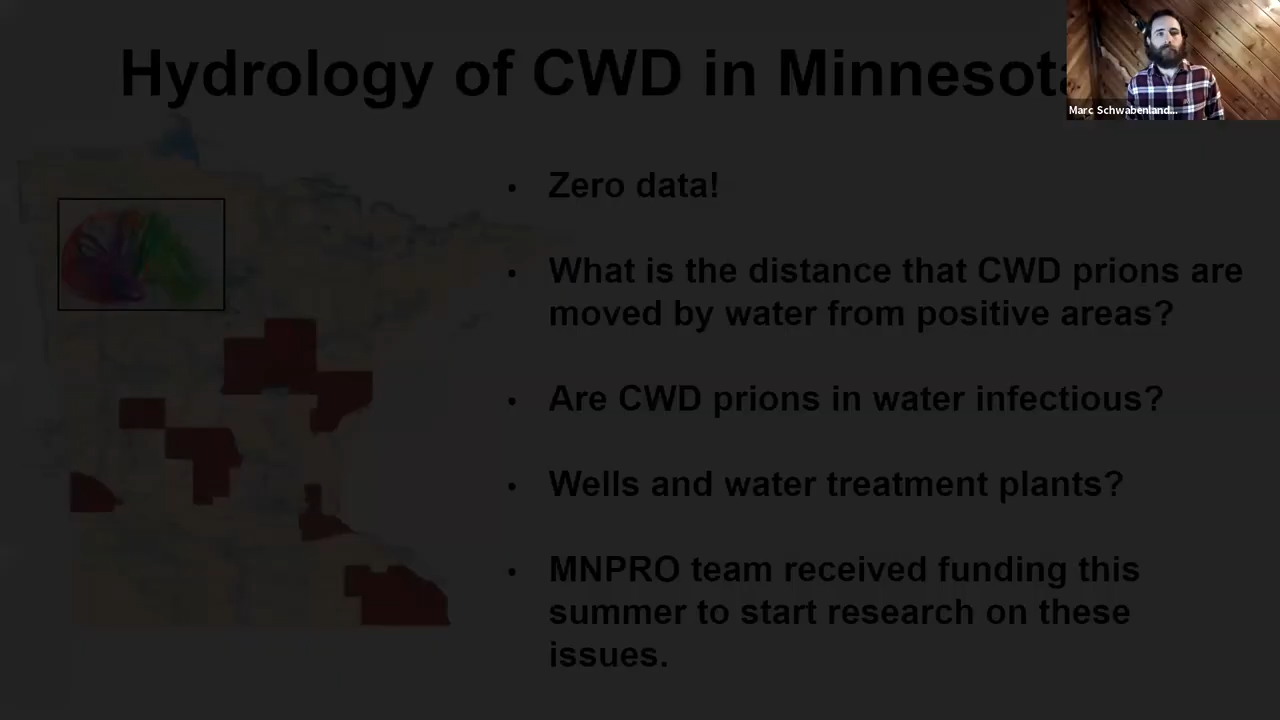 Hydrology of CWD in Minnesota
Marc Schwabenland...
• Zero data!
• What is the distance that CWD prions are
moved by water from positive areas?
• Are CWD prions in water infectious?
• Wells and water treatment plants?
• MNPRO team received funding this
summer to start research on these
issues.